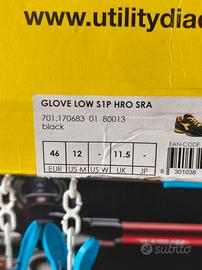 www.utilitydiad
GLOVE LOW S1P HRO SRA
701.170683 01 80013
black
EAN-CODE
46 12 - 11.5 -
EUR US M US W UK JP
8 301038
subito